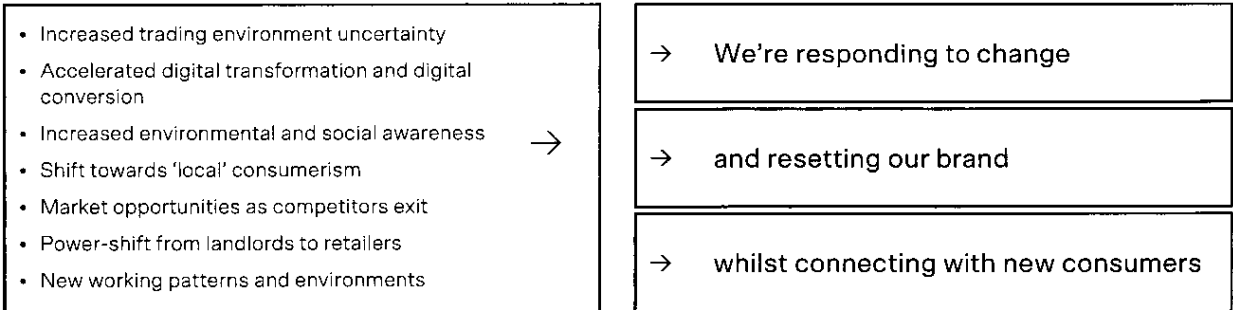 • Increased trading environment uncertainty
• Accelerated digital transformation and digital
conversion
• Increased environmental and social awareness
• Shift towards 'local' consumerism
• Market opportunities as competitors exit
• Power-shift from landlords to retailers
• New working patterns and environments
→
→ We're responding to change
→ and resetting our brand
→ whilst connecting with new consumers